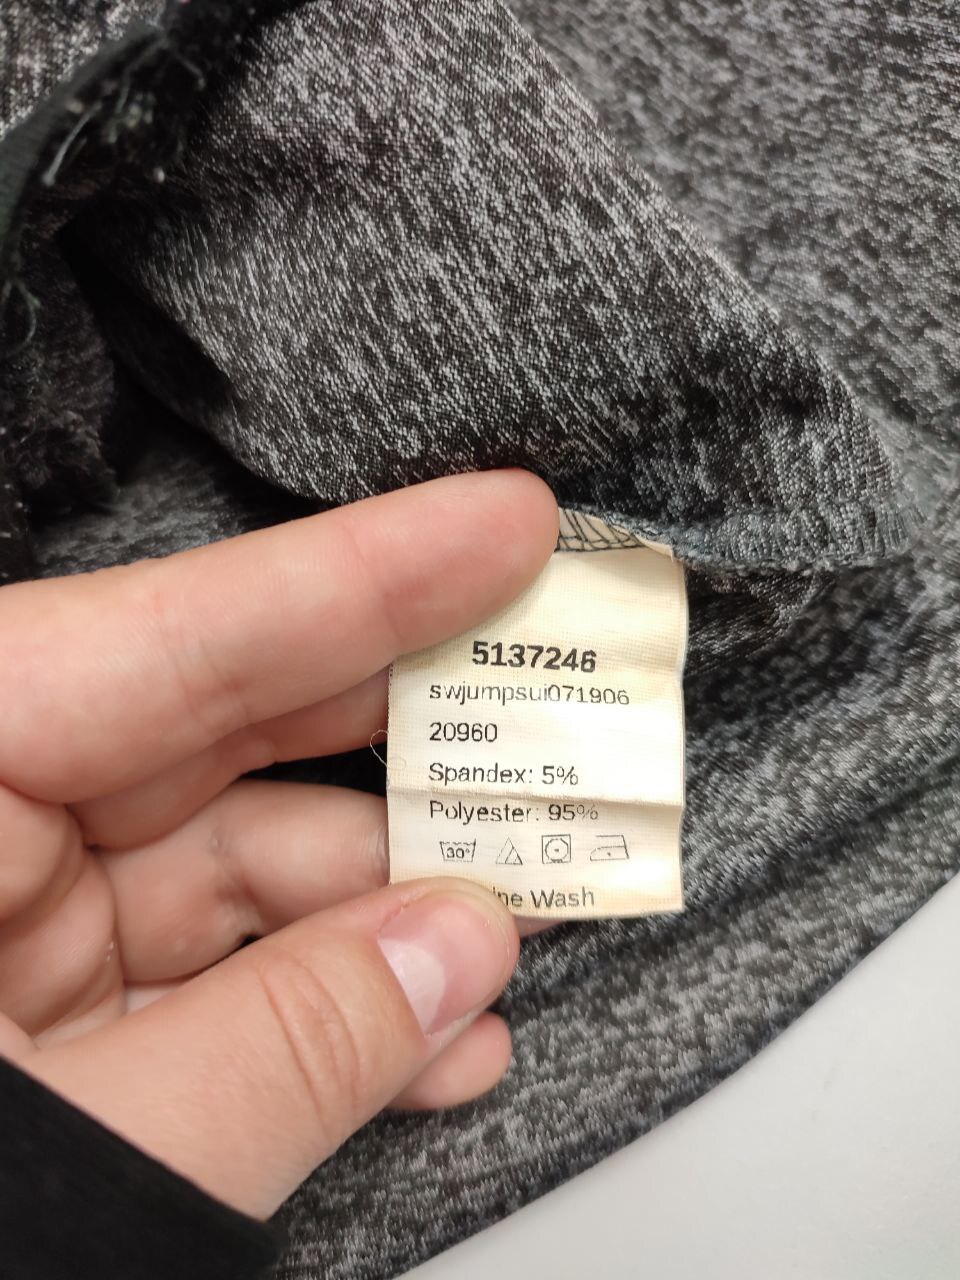 5137246
swjumpsui071906
20960
Spandex: 5%
Polyester: 95%
30°
Wash